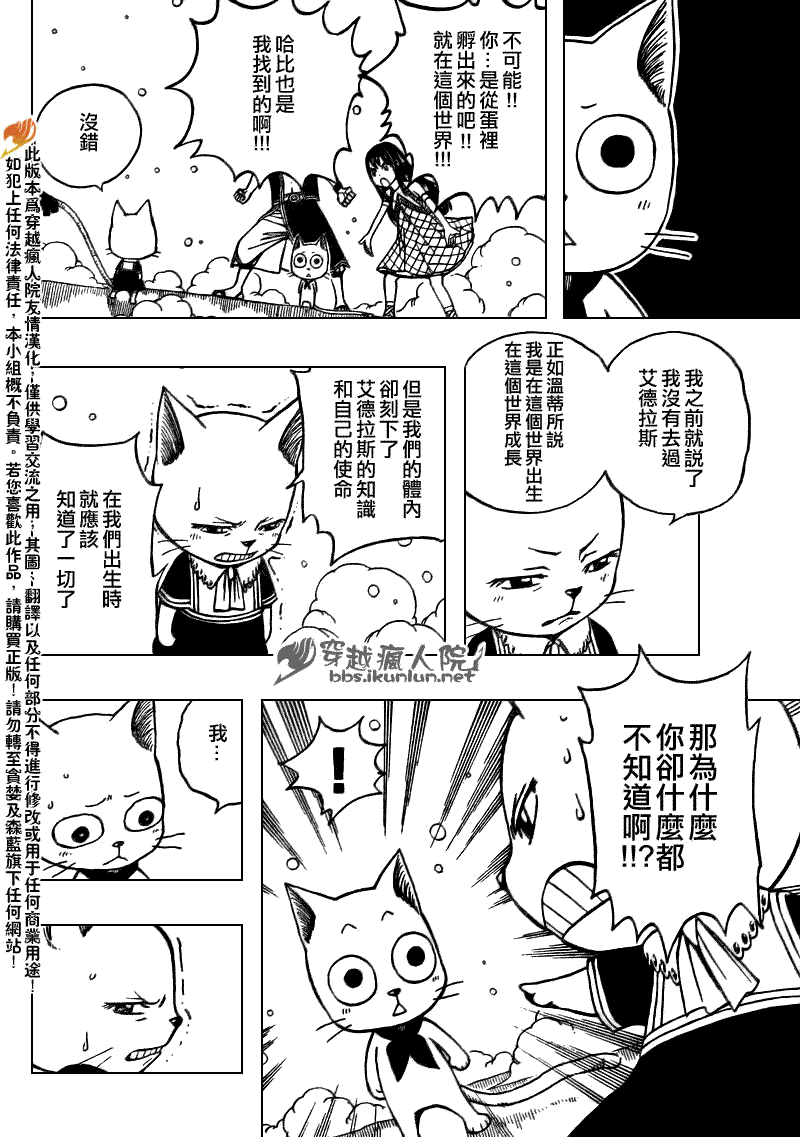 不可能!!
你…是從蛋裡
孵出來的吧!!
就在這個世界!!!
哈比也是
我找到的啊!!!
沒錯
我之前就說了
我沒有去過
艾德拉斯
正如溫蒂所說
我是在這個世界出生
在這個世界成長
但是我們的體內
卻刻下了
艾德拉斯的知識
和自己的使命
在我們出生時
就應該
知道了一切了
那為什麼
你卻什麼都
不知道啊!!?
!
我…
穿越瘋人院
bbs.ikunlun.net
此版本爲穿越瘋人院友情漢化；僅供學習交流之用；其圖；翻譯以及任何部分不得進行修改或用于任何商業用途！
如犯上任何法律責任，本小組概不負責。若您喜歡此作品，請購買正版！請勿轉至貪婪及森藍旗下任何網站！